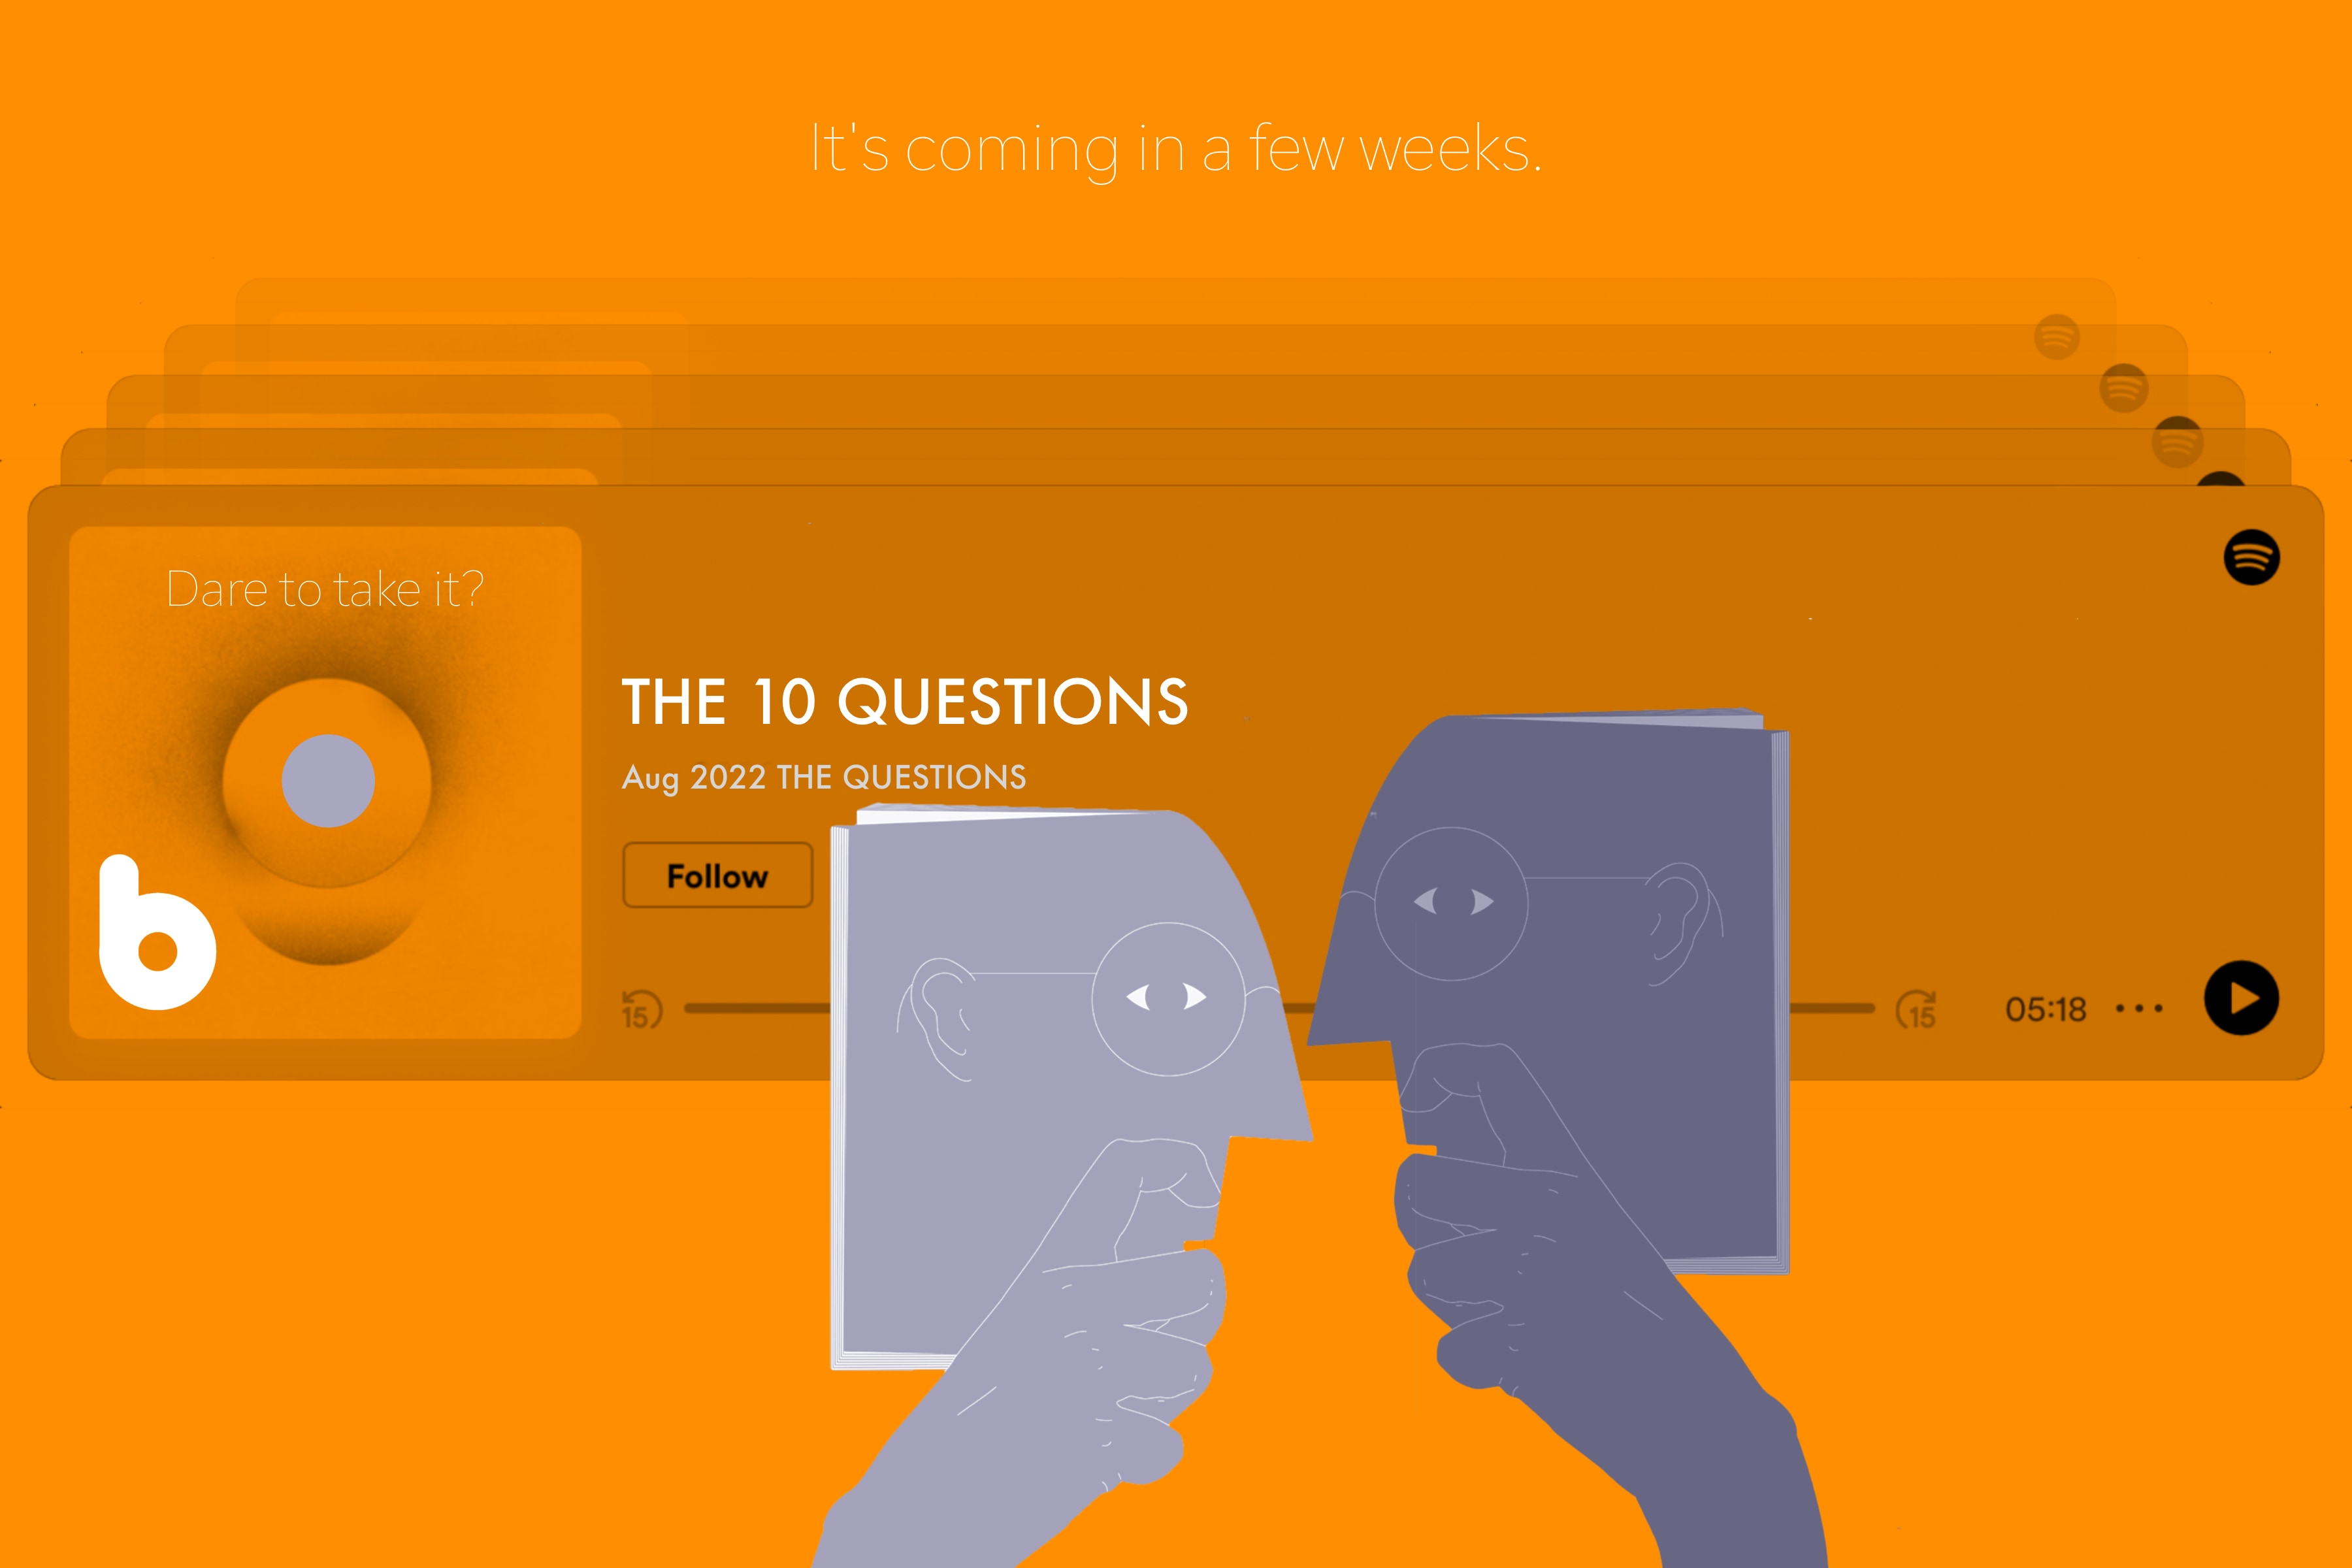 It's coming in a few weeks.
Dare to take it?
THE 10 QUESTIONS
Aug 2022 THE QUESTIONS
Follow
b
15
15
05:18